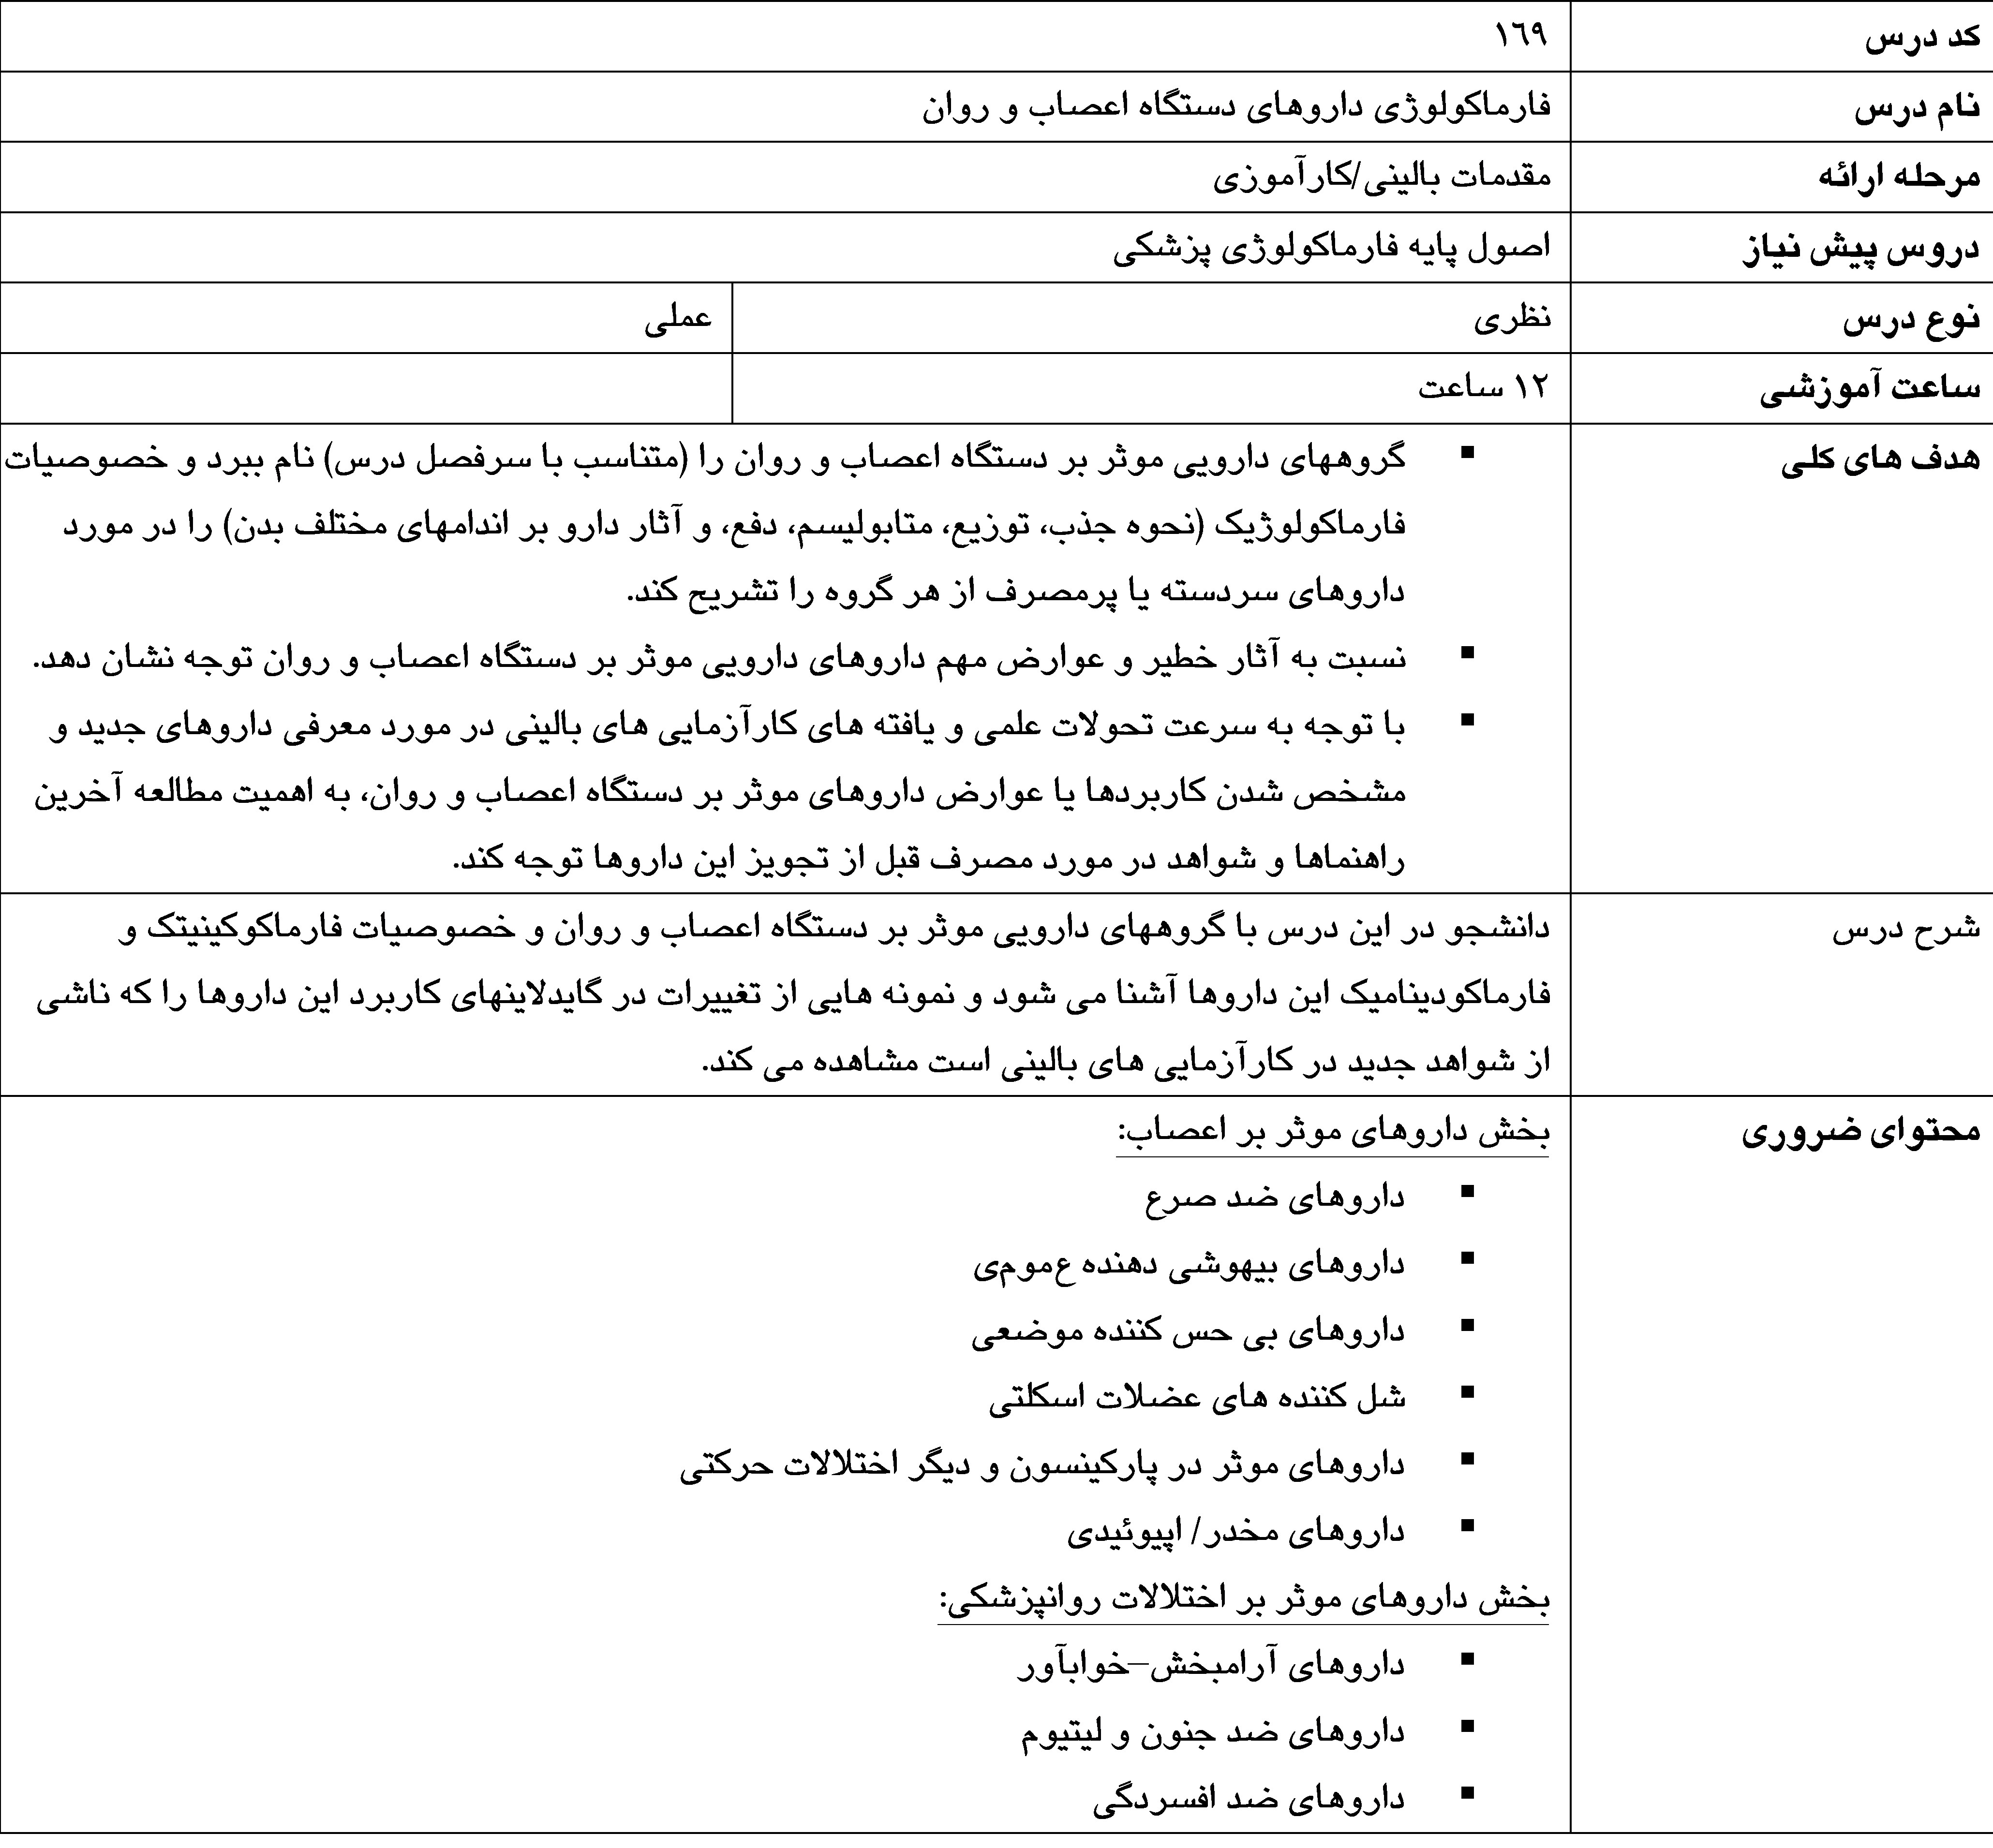 کد درس ۱٦۹
نام درس فارماکولوژی داروهای دستگاه اعصاب و روان
مرحله ارائه مقدمات بالینی/کارآموزی
دروس پیش نیاز اصول پایه فارماکولوژی پزشکی
نوع درس نظری عملی
ساعت آموزشی ۱۲ ساعت
هدف های کلی ▪ گروههای دارویی موثر بر دستگاه اعصاب و روان را (متناسب با سرفصل درس) نام ببرد و خصوصیات
فارماکولوژیک (نحوه جذب، توزیع، متابولیسم، دفع، و آثار دارو بر اندامهای مختلف بدن) را در مورد
داروهای سردسته یا پرمصرف از هر گروه را تشریح کند.
▪ نسبت به آثار خطیر و عوارض مهم داروهای دارویی موثر بر دستگاه اعصاب و روان توجه نشان دهد.
▪ با توجه به سرعت تحولات علمی و یافته های کارآزمایی های بالینی در مورد معرفی داروهای جدید و
مشخص شدن کاربردها یا عوارض داروهای موثر بر دستگاه اعصاب و روان، به اهمیت مطالعه آخرین
راهنماها و شواهد در مورد مصرف قبل از تجویز این داروها توجه کند.
شرح درس دانشجو در این درس با گروههای دارویی موثر بر دستگاه اعصاب و روان و خصوصیات فارماکوکینیتک و
فارماکودینامیک این داروها آشنا می شود و نمونه هایی از تغییرات در گایدلاینهای کاربرد این داروها را که ناشی
از شواهد جدید در کارآزمایی های بالینی است مشاهده می کند.
محتوای ضروری بخش داروهای موثر بر اعصاب:
▪ داروهای ضد صرع
▪ داروهای بیهوشی دهنده ع‌موم‌ی
▪ داروهای بی حس کننده موضعی
▪ شل کننده های عضلات اسکلتی
▪ داروهای موثر در پارکینسون و دیگر اختلالات حرکتی
▪ داروهای مخدر/ اپیوئیدی
بخش داروهای موثر بر اختلالات روانپزشکی:
▪ داروهای آرامبخش–خوابآور
▪ داروهای ضد جنون و لیتیوم
▪ داروهای ضد افسردگی